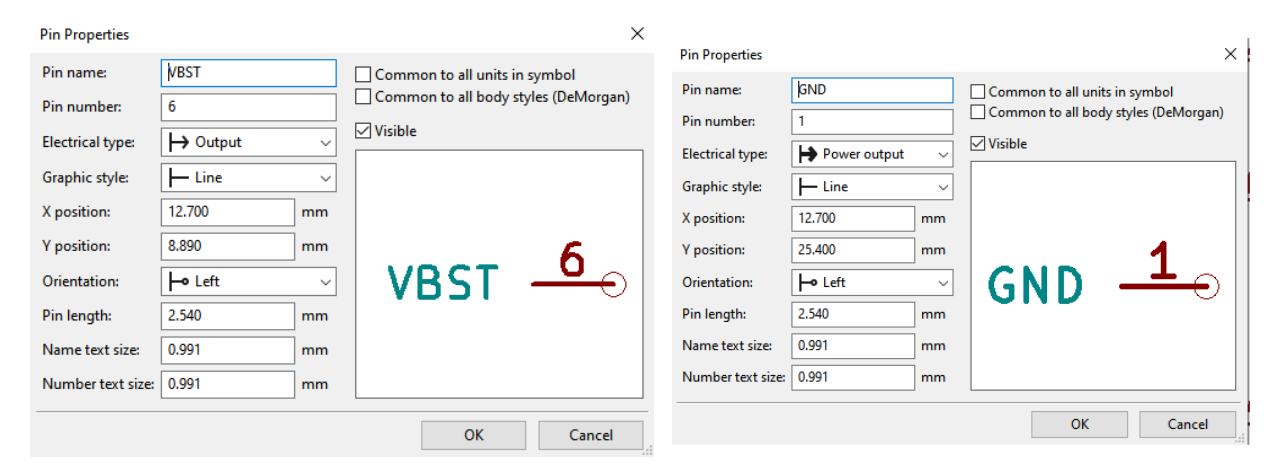 Pin Properties
Pin name: VBST
Pin number: 6
Electrical type: Output
Graphic style: Line
X position: 12.700 mm
Y position: 8.890 mm
Orientation: Left
Pin length: 2.540 mm
Name text size: 0.991 mm
Number text size: 0.991 mm
Common to all units in symbol
Common to all body styles (DeMorgan)
Visible
VBST 6
OK Cancel
Pin Properties
Pin name: GND
Pin number: 1
Electrical type: Power output
Graphic style: Line
X position: 12.700 mm
Y position: 25.400 mm
Orientation: Left
Pin length: 2.540 mm
Name text size: 0.991 mm
Number text size: 0.991 mm
Common to all units in symbol
Common to all body styles (DeMorgan)
Visible
GND 1
OK Cancel